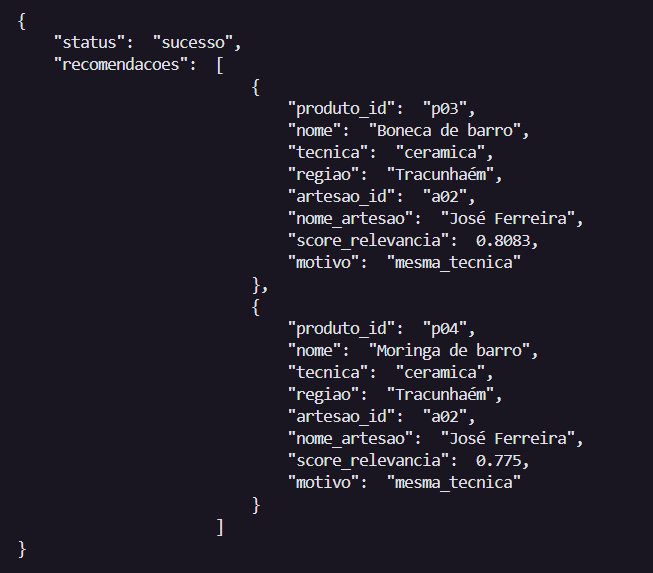 {
"status": "sucesso",
"recomendacoes": [
{
"produto_id": "p03",
"nome": "Boneca de barro",
"tecnica": "ceramica",
"regiao": "Tracunhaém",
"artesao_id": "a02",
"nome_artesao": "José Ferreira",
"score_relevancia": 0.8083,
"motivo": "mesma_tecnica"
},
{
"produto_id": "p04",
"nome": "Moringa de barro",
"tecnica": "ceramica",
"regiao": "Tracunhaém",
"artesao_id": "a02",
"nome_artesao": "José Ferreira",
"score_relevancia": 0.775,
"motivo": "mesma_tecnica"
}
]
}